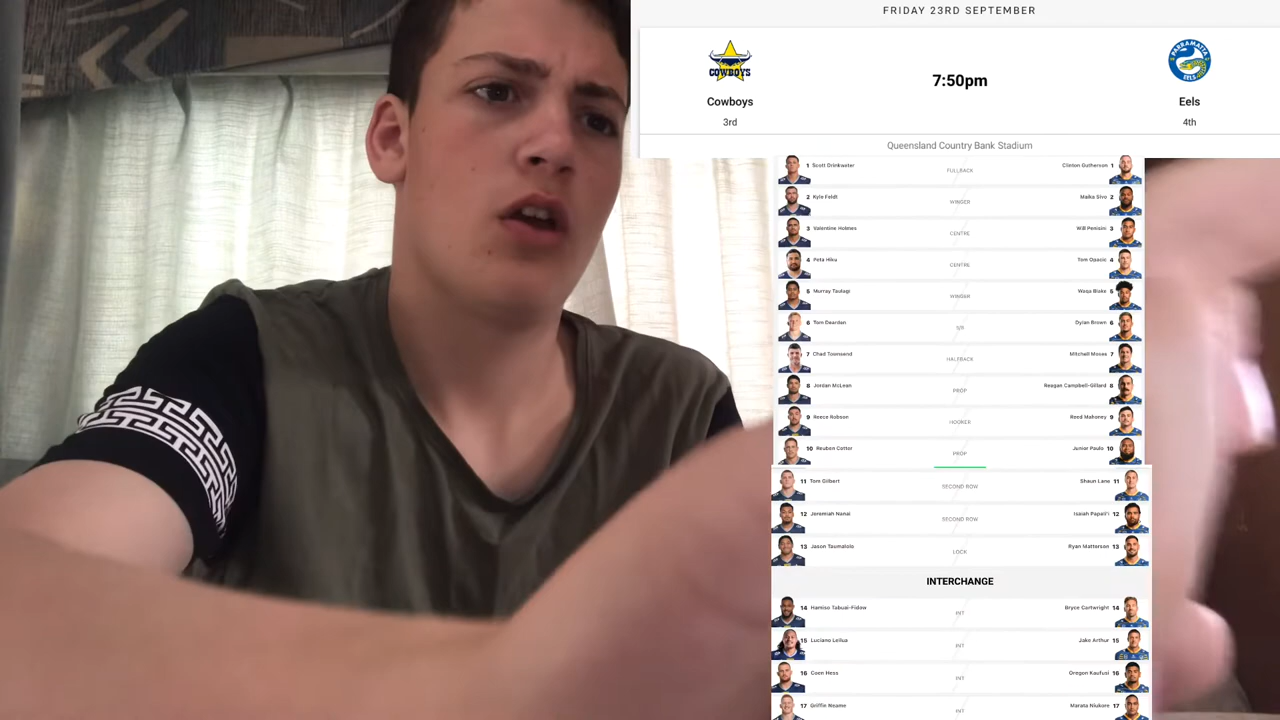 FRIDAY 23RD SEPTEMBER
COWBOYS
PARRAMATTA
EELS
Cowboys
7:50pm
Eels
3rd
4th
Queensland Country Bank Stadium
1 Scott Drinkwater FULLBACK Clinton Gutherson 1
2 Kyle Feldt WINGER Maika Sivo 2
3 Valentine Holmes CENTRE Will Penisini 3
4 Peta Hiku CENTRE Tom Opacic 4
5 Murray Taulagi WINGER Waqa Blake 5
6 Tom Dearden 5/8 Dylan Brown 6
7 Chad Townsend HALFBACK Mitchell Moses 7
8 Jordan McLean PROP Reagan Campbell-Gillard 8
9 Reece Robson HOOKER Reed Mahoney 9
10 Reuben Cotter PROP Junior Paulo 10
11 Tom Gilbert SECOND ROW Shaun Lane 11
12 Jeremiah Nanai SECOND ROW Isaiah Papali'i 12
13 Jason Taumalolo LOCK Ryan Matterson 13
INTERCHANGE
14 Hamiso Tabuai-Fidow INT Bryce Cartwright 14
15 Luciano Leilua INT Jake Arthur 15
16 Coen Hess INT Oregon Kaufusi 16
17 Griffin Neame INT Marata Niukore 17